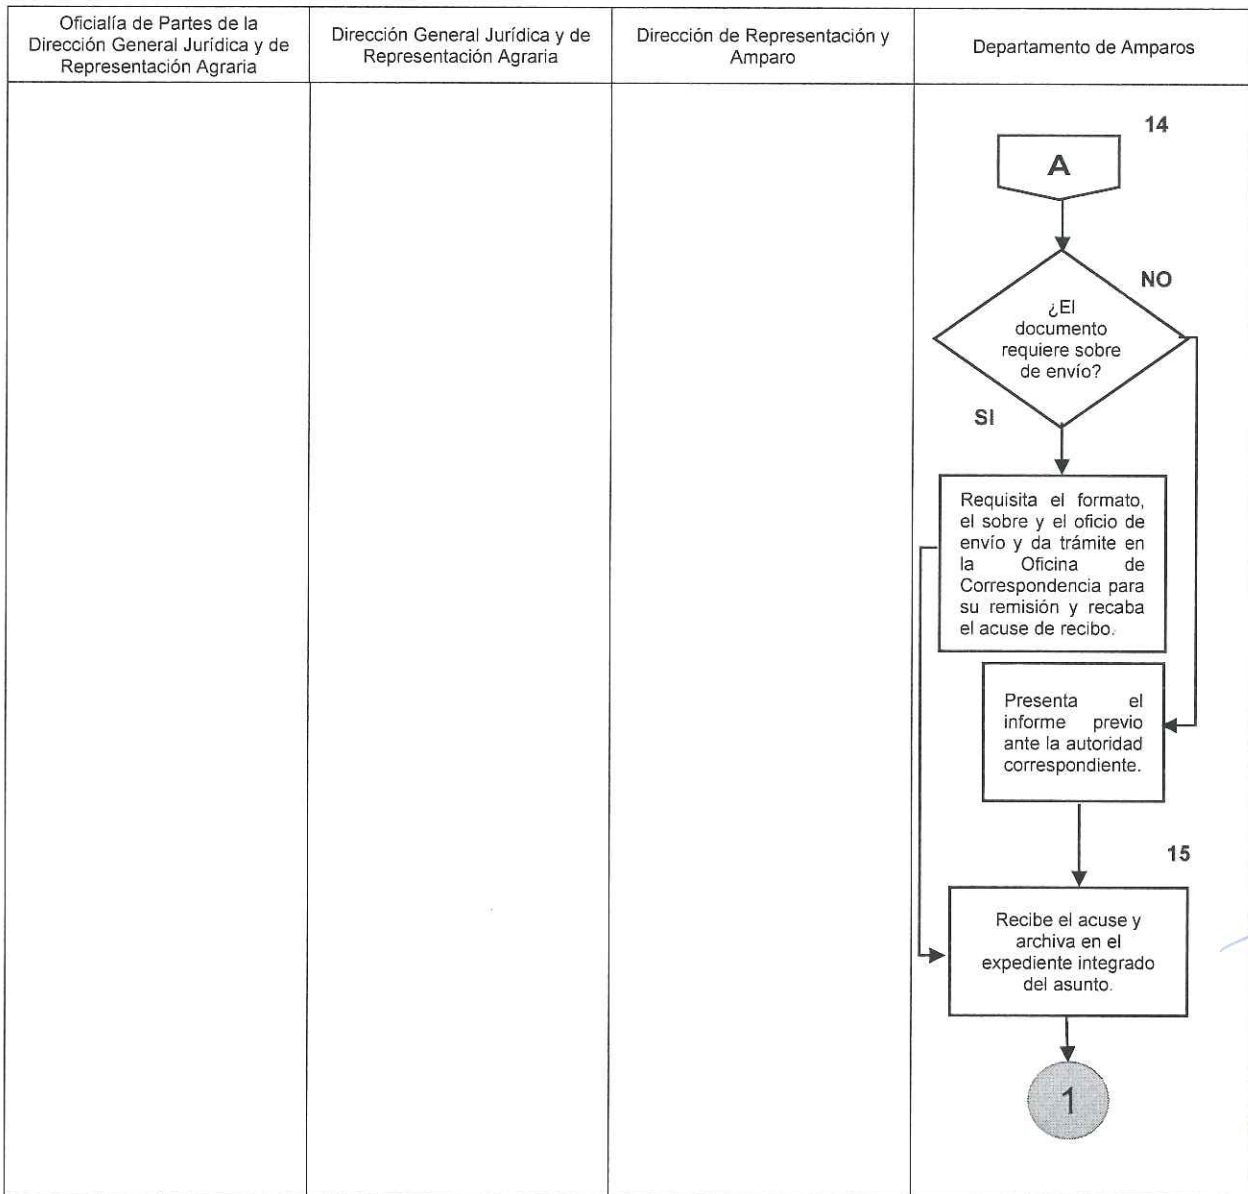 Oficialía de Partes de la
Dirección General Jurídica y de
Representación Agraria
Dirección General Jurídica y de
Representación Agraria
Dirección de Representación y
Amparo
Departamento de Amparos
14
A
NO
¿El
documento
requiere sobre
de envío?
SI
Requisita el formato,
el sobre y el oficio de
envío y da trámite en
la Oficina de
Correspondencia para
su remisión y recaba
el acuse de recibo.
Presenta el
informe previo
ante la autoridad
correspondiente.
15
Recibe el acuse y
archiva en el
expediente integrado
del asunto.
1